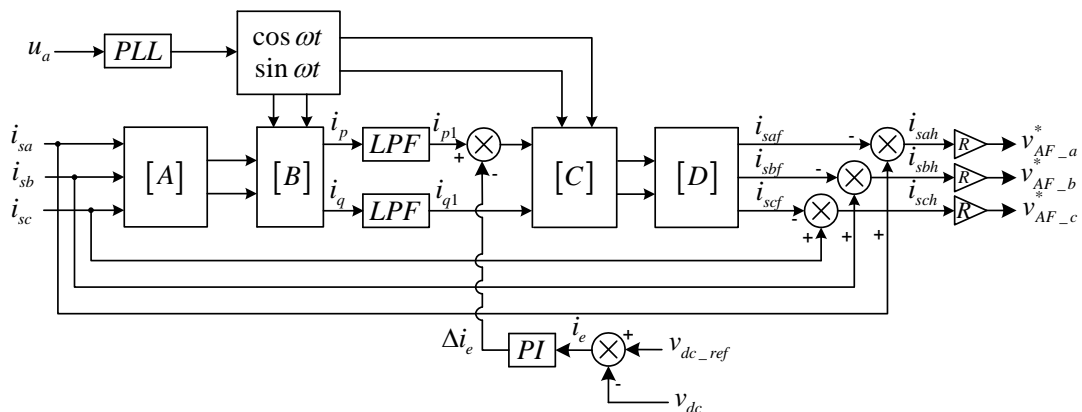 u_a
PLL
cos ωt
sin ωt
i_sa
i_sb
i_sc
[A]
[B]
i_p
i_q
LPF
LPF
i_p1
i_q1
+
-
[C]
[D]
i_saf
i_sbf
i_scf
-
-
-
+
+
+
i_sah
i_sbh
i_sch
R
R
R
v*_AF_a
v*_AF_b
v*_AF_c
Δi_e
PI
i_e
+
-
v_dc_ref
v_dc